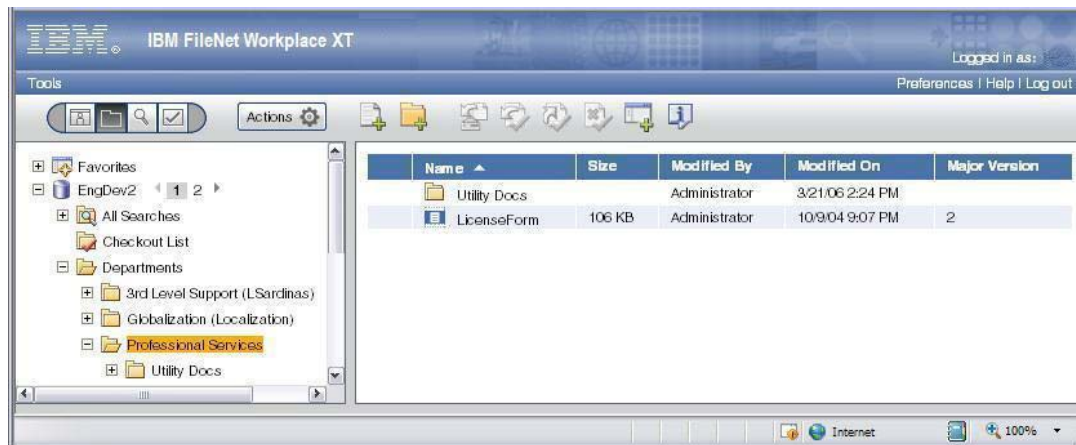 IBM® IBM FileNet Workplace XT
Logged in as:
Tools Preferences | Help | Log out
Actions
Favorites
EngDev2 1 2
All Searches
Checkout List
Departments
3rd Level Support (LSardinas)
Globalization (Localization)
Professional Services
Utility Docs
Name Size Modified By Modified On Major Version
Utility Docs Administrator 3/21/06 2:24 PM
LicenseForm 106 KB Administrator 10/9/04 9:07 PM 2
Internet 100%